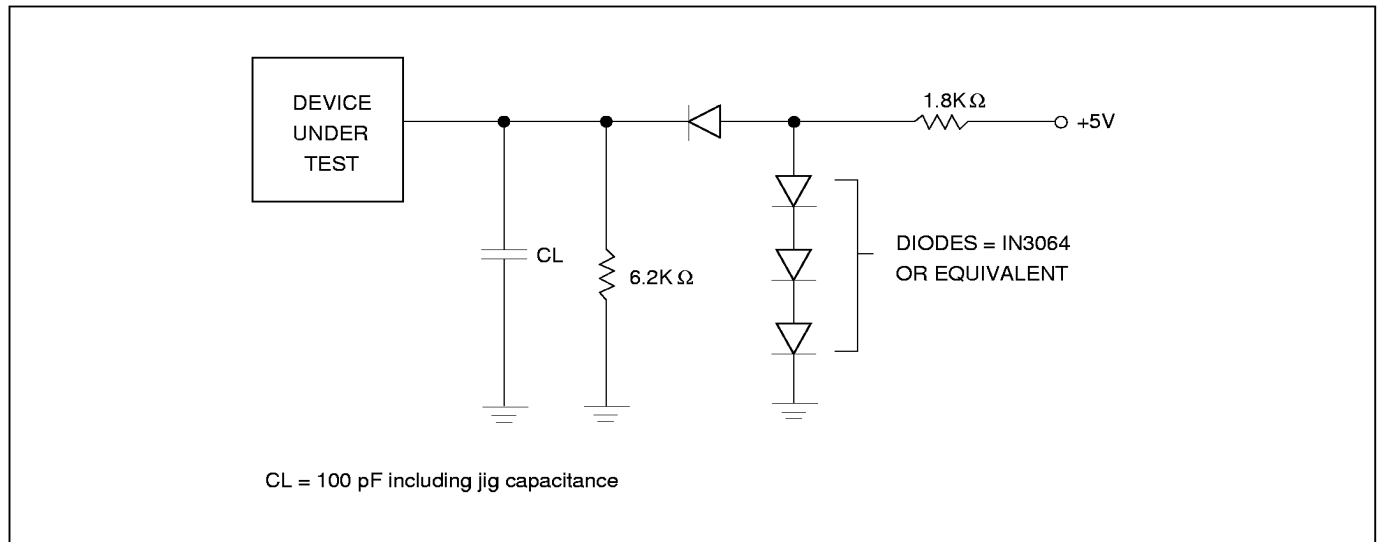 DEVICE
UNDER
TEST
1.8KΩ
+5V
CL
6.2KΩ
DIODES = IN3064
OR EQUIVALENT
CL = 100 pF including jig capacitance